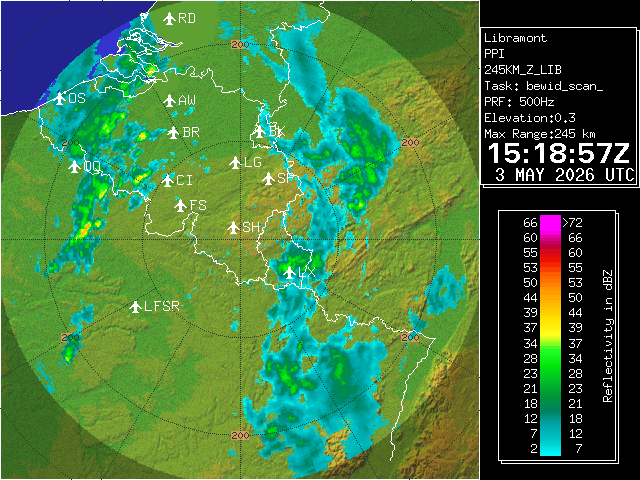 RD
200
OS
AW
BR
BK
200
QQ
LG
CI
SP
FS
SH
LX
LFSR
200
200
200
Libramont
PPI
245KM_Z_LIB
Task: bewid_scan_
PRF: 500Hz
Elevation:0.3
Max Range:245 km
15:18:57Z
3 MAY 2026 UTC
66 >72
60 66
55 60
53 55
50 53
44 50
39 44
37 39
34 37
28 34
23 28
21 23
18 21
12 18
7 12
2 7
Reflectivity in dBZ